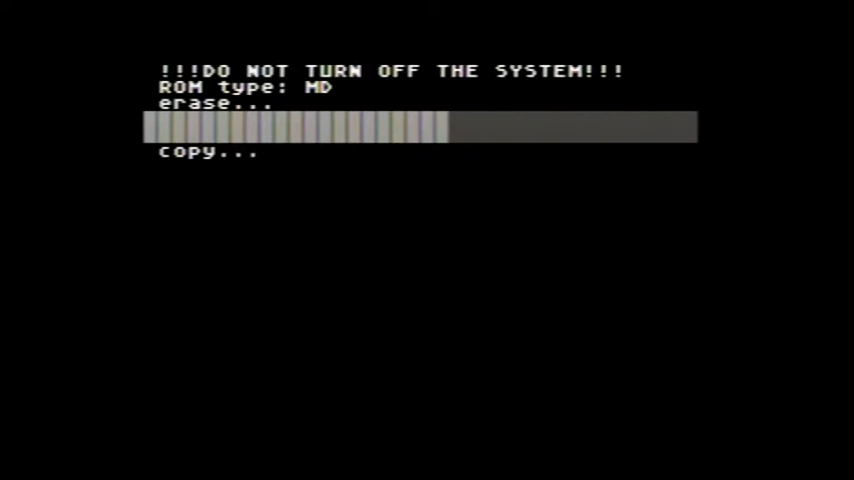 !!!DO NOT TURN OFF THE SYSTEM!!!
ROM type: MD
erase...
copy...